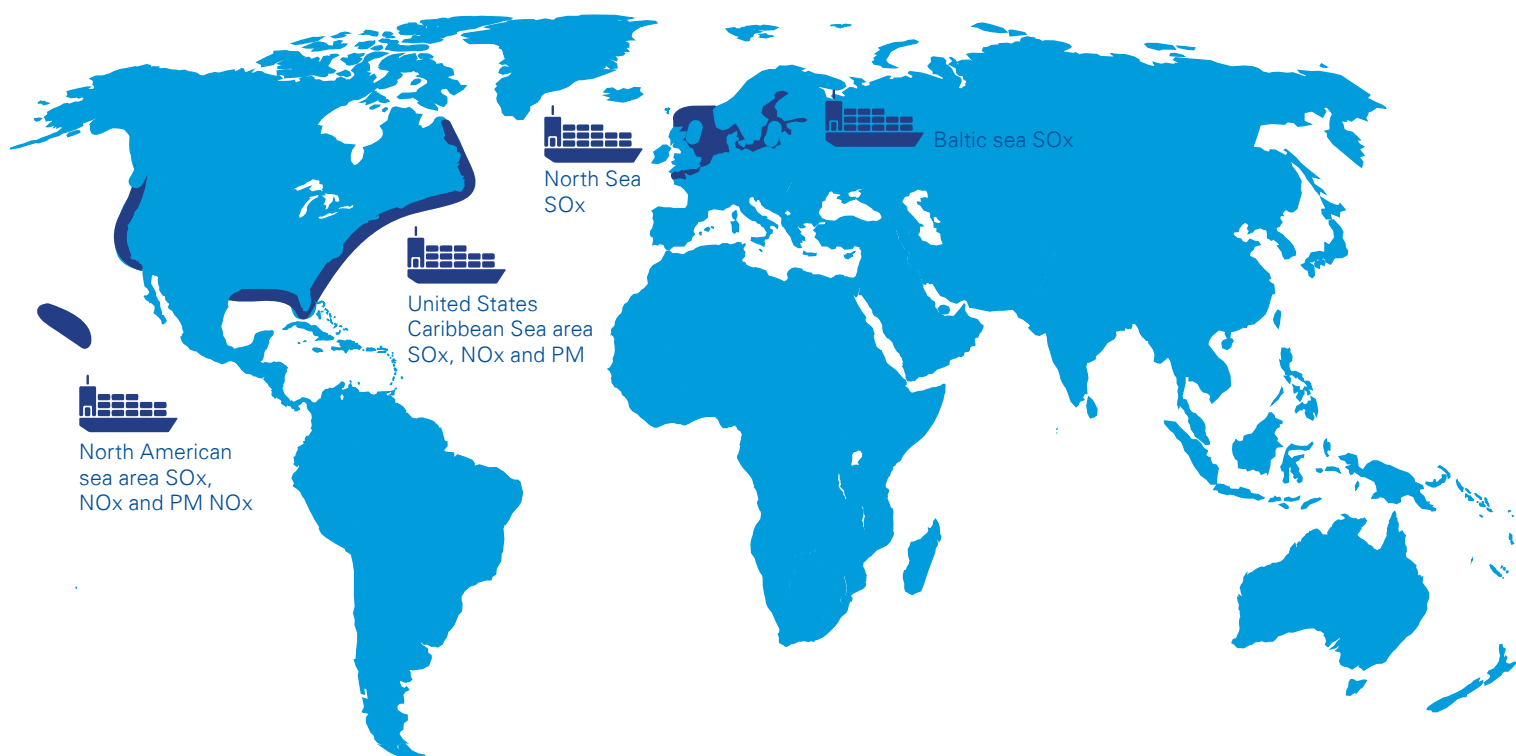 North Sea
SOx
Baltic sea SOx
United States
Caribbean Sea area
SOx, NOx and PM
North American
sea area SOx,
NOx and PM NOx